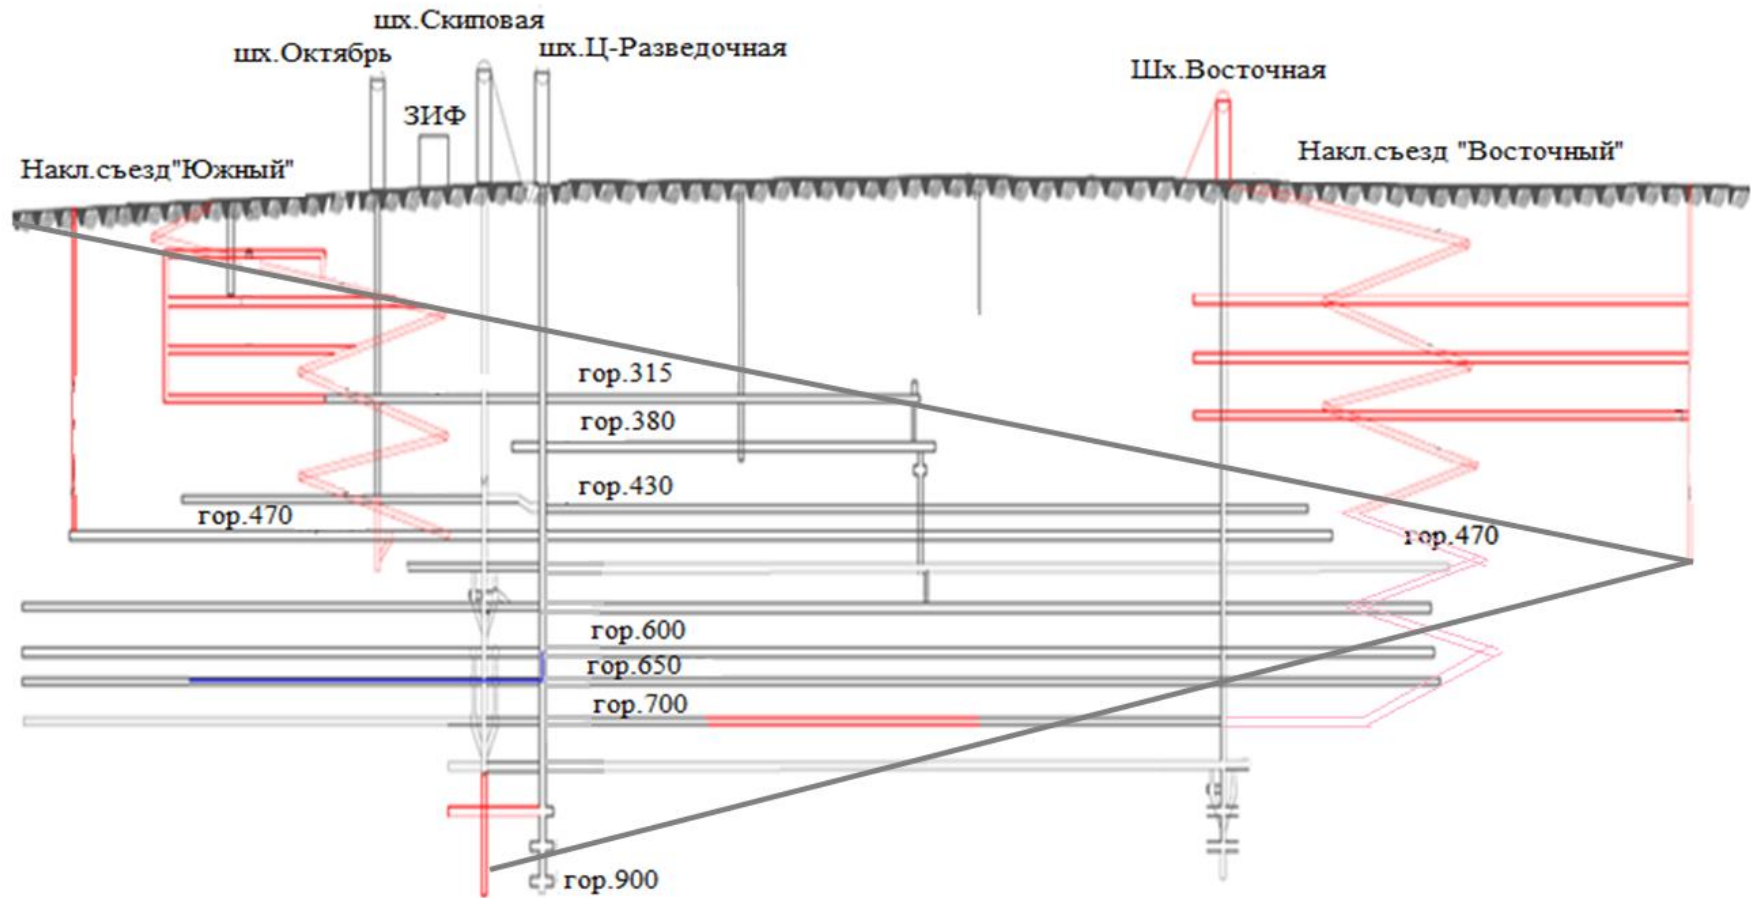 шх.Скиповая
шх.Октябрь
шх.Ц-Разведочная
Шх.Восточная
ЗИФ
Накл.съезд"Южный"
Накл.съезд "Восточный"
гор.315
гор.380
гор.430
гор.470
гор.470
гор.600
гор.650
гор.700
гор.900